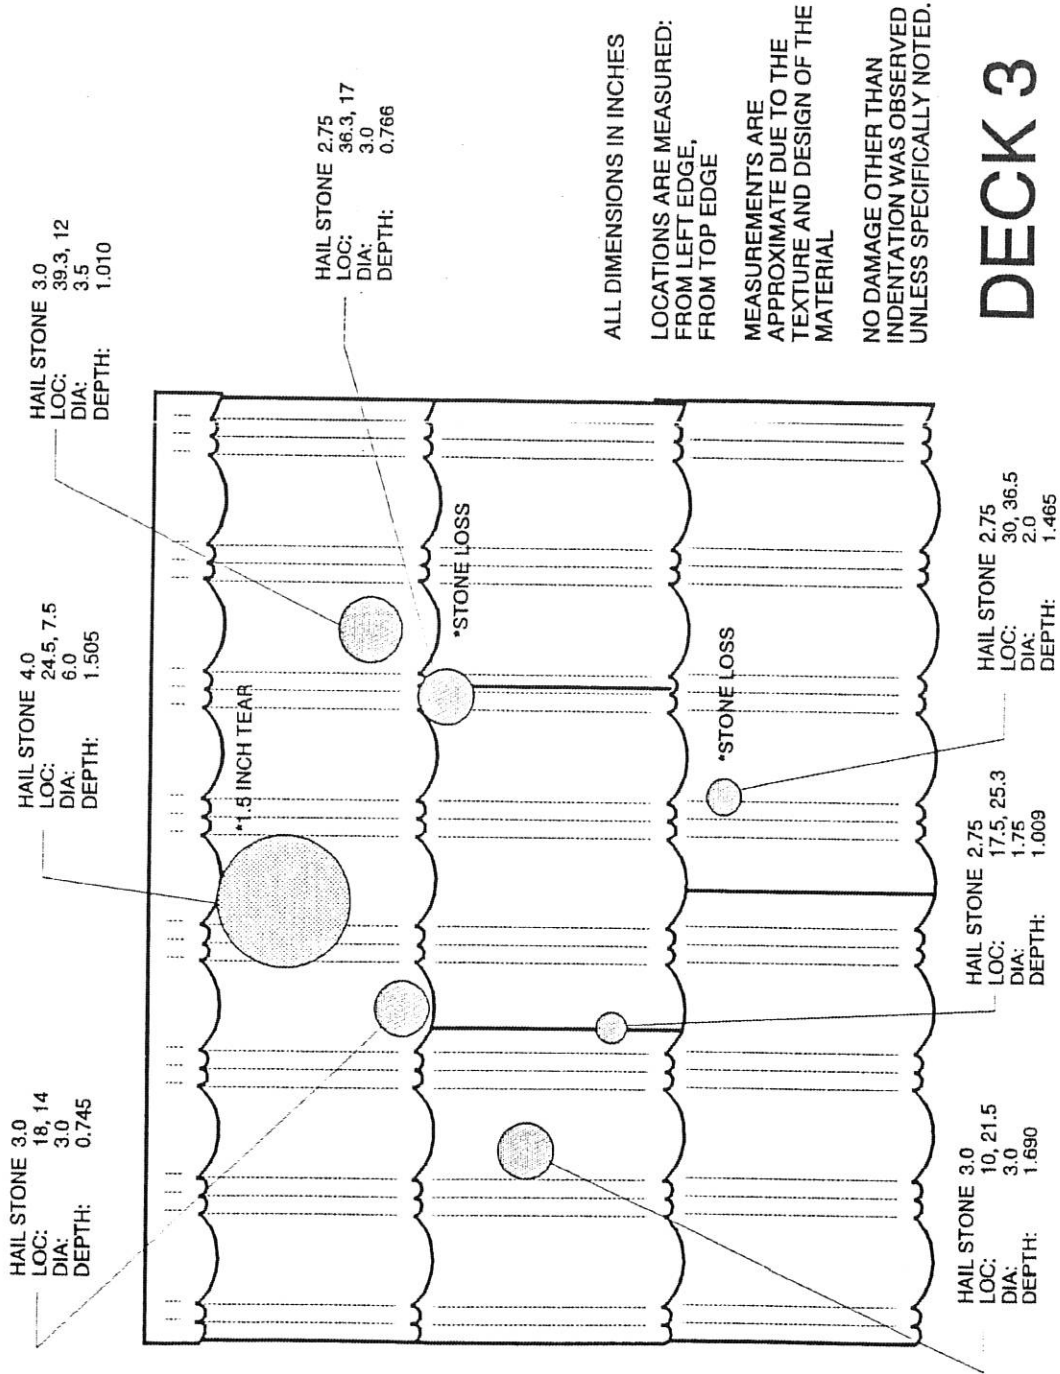 HAIL STONE 3.0
LOC: 18, 14
DIA: 3.0
DEPTH: 0.745
HAIL STONE 4.0
LOC: 24.5, 7.5
DIA: 6.0
DEPTH: 1.505
HAIL STONE 3.0
LOC: 39.3, 12
DIA: 3.5
DEPTH: 1.010
HAIL STONE 2.75
LOC: 36.3, 17
DIA: 3.0
DEPTH: 0.766
*1.5 INCH TEAR
*STONE LOSS
*STONE LOSS
HAIL STONE 3.0
LOC: 10, 21.5
DIA: 3.0
DEPTH: 1.690
HAIL STONE 2.75
LOC: 17.5, 25.3
DIA: 1.75
DEPTH: 1.009
HAIL STONE 2.75
LOC: 30, 36.5
DIA: 2.0
DEPTH: 1.465
ALL DIMENSIONS IN INCHES
LOCATIONS ARE MEASURED:
FROM LEFT EDGE,
FROM TOP EDGE
MEASUREMENTS ARE
APPROXIMATE DUE TO THE
TEXTURE AND DESIGN OF THE
MATERIAL
NO DAMAGE OTHER THAN
INDENTATION WAS OBSERVED
UNLESS SPECIFICALLY NOTED.
DECK 3